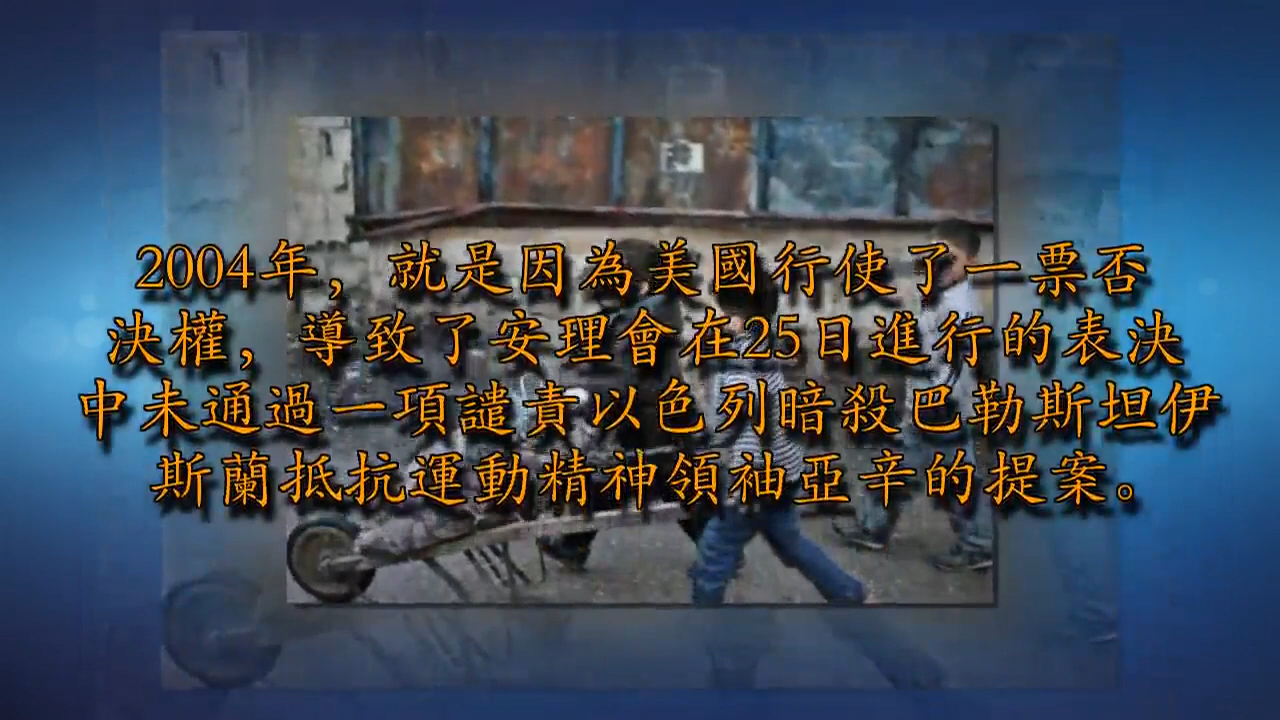 2004年，就是因為美國行使了一票否
決權，導致了安理會在25日進行的表決
中未通過一項譴責以色列暗殺巴勒斯坦伊
斯蘭抵抗運動精神領袖亞辛的提案。